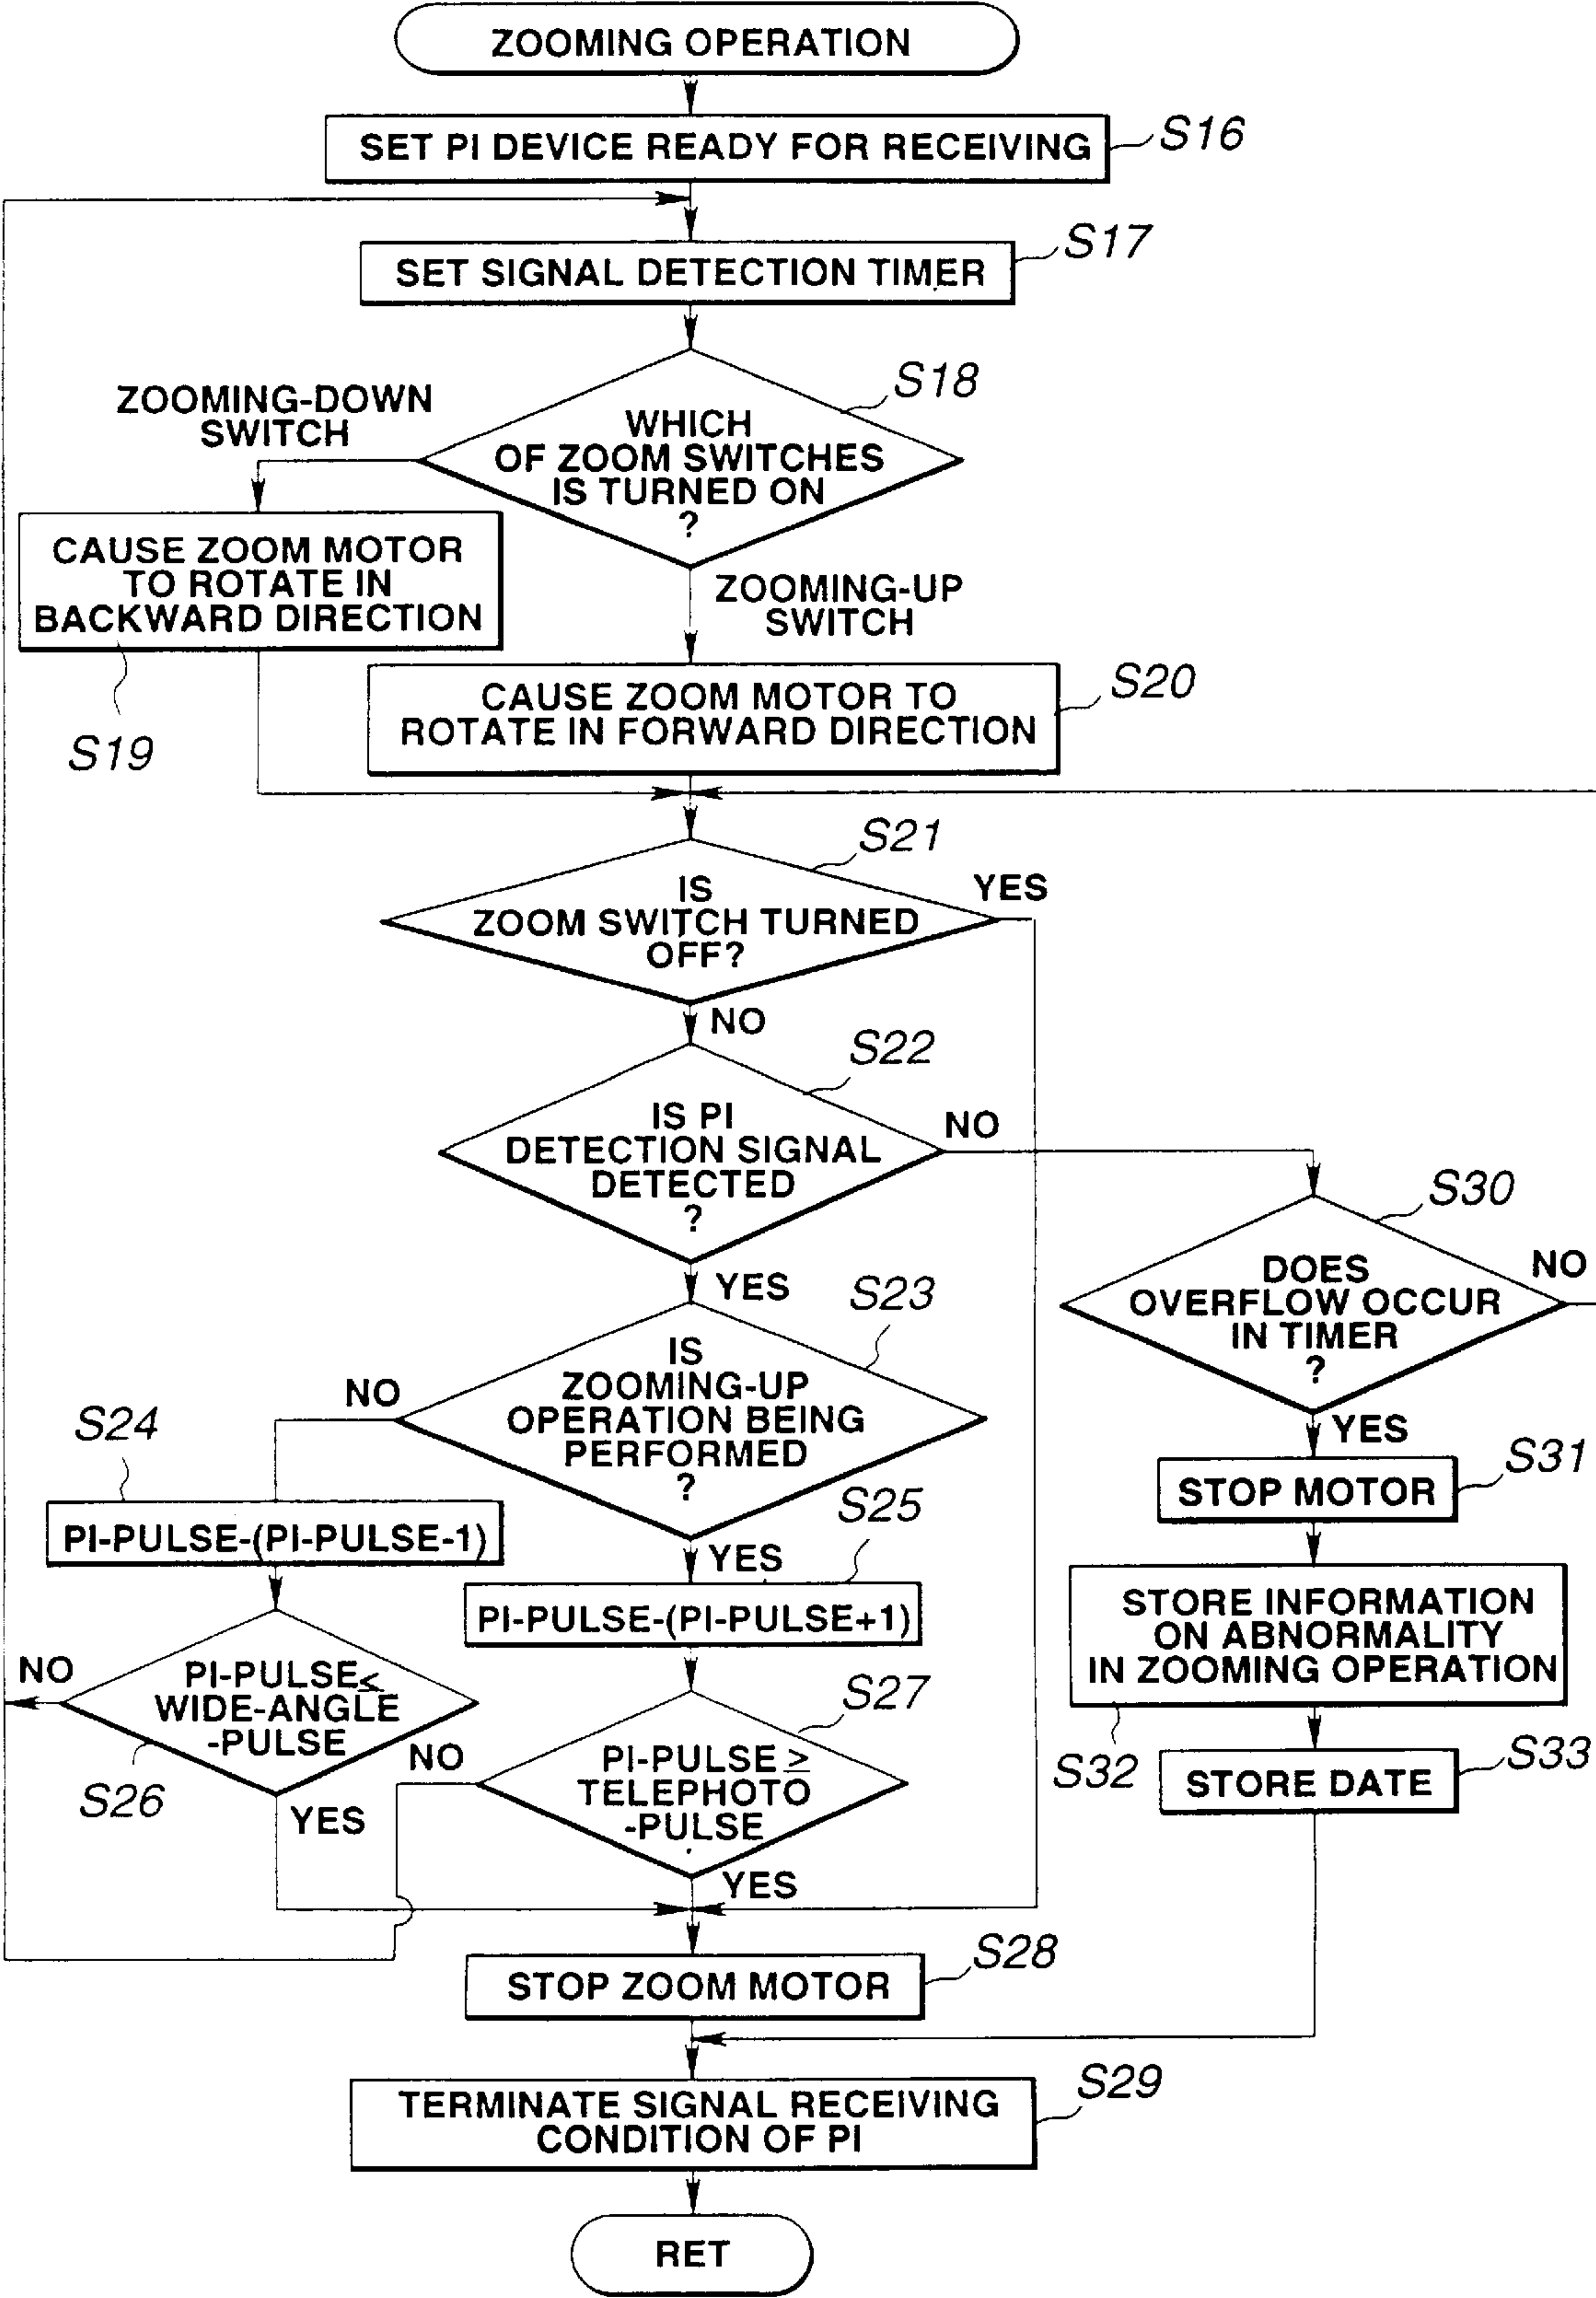 ZOOMING OPERATION
SET PI DEVICE READY FOR RECEIVING
S16
SET SIGNAL DETECTION TIMER
S17
S18
ZOOMING-DOWN
SWITCH
WHICH
OF ZOOM SWITCHES
IS TURNED ON
?
CAUSE ZOOM MOTOR
TO ROTATE IN
BACKWARD DIRECTION
S19
ZOOMING-UP
SWITCH
CAUSE ZOOM MOTOR TO
ROTATE IN FORWARD DIRECTION
S20
S21
IS
ZOOM SWITCH TURNED
OFF?
YES
NO
S22
IS PI
DETECTION SIGNAL
DETECTED
?
NO
YES
S30
DOES
OVERFLOW OCCUR
IN TIMER
?
NO
YES
S23
IS
ZOOMING-UP
OPERATION BEING
PERFORMED
?
NO
YES
S24
PI-PULSE-(PI-PULSE-1)
S25
PI-PULSE-(PI-PULSE+1)
S31
STOP MOTOR
STORE INFORMATION
ON ABNORMALITY
IN ZOOMING OPERATION
S32
NO
PI-PULSE≤
WIDE-ANGLE
-PULSE
S26
YES
S27
NO
PI-PULSE≥
TELEPHOTO
-PULSE
YES
S33
STORE DATE
STOP ZOOM MOTOR
S28
TERMINATE SIGNAL RECEIVING
CONDITION OF PI
S29
RET